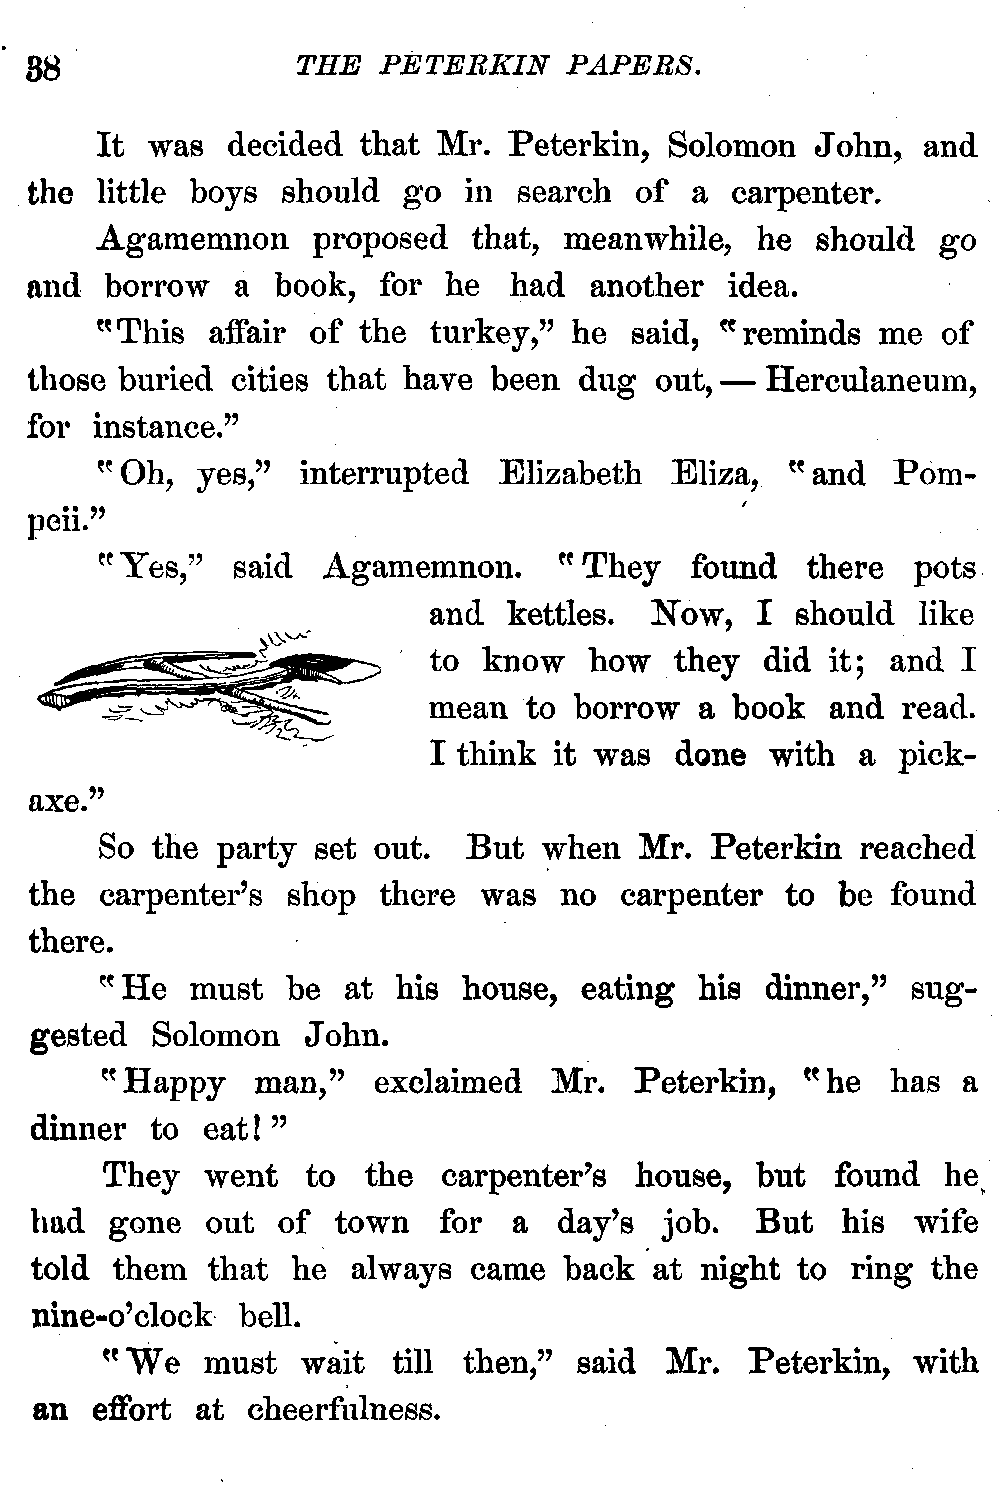 38 THE PETERKIN PAPERS.
It was decided that Mr. Peterkin, Solomon John, and
the little boys should go in search of a carpenter.
Agamemnon proposed that, meanwhile, he should go
and borrow a book, for he had another idea.
"This affair of the turkey," he said, "reminds me of
those buried cities that have been dug out, — Herculaneum,
for instance."
"Oh, yes," interrupted Elizabeth Eliza, "and Pom-
peii."
"Yes," said Agamemnon. "They found there pots
and kettles. Now, I should like
to know how they did it; and I
mean to borrow a book and read.
I think it was done with a pick-
axe."
So the party set out. But when Mr. Peterkin reached
the carpenter's shop there was no carpenter to be found
there.
"He must be at his house, eating his dinner," sug-
gested Solomon John.
"Happy man," exclaimed Mr. Peterkin, "he has a
dinner to eat!"
They went to the carpenter's house, but found he
had gone out of town for a day's job. But his wife
told them that he always came back at night to ring the
nine-o'clock bell.
"We must wait till then," said Mr. Peterkin, with
an effort at cheerfulness.